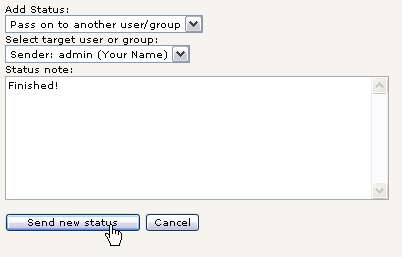 Add Status:
Pass on to another user/group
Select target user or group:
Sender: admin (Your Name)
Status note:
Finished!
Send new status Cancel